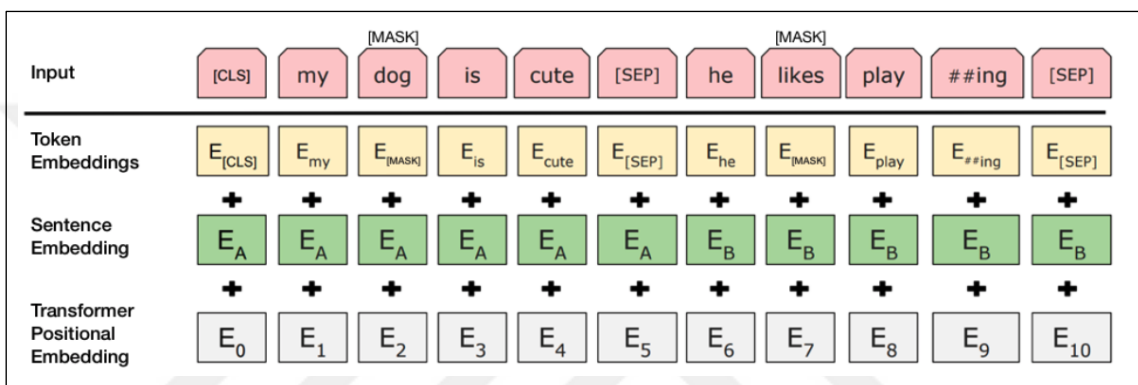 [MASK] [MASK]
Input [CLS] my dog is cute [SEP] he likes play ##ing [SEP]
Token
Embeddings
E[CLS] Emy E[MASK] Eis Ecute E[SEP] Ehe E[MASK] Eplay E##ing E[SEP]
+ + + + + + + + + + +
Sentence
Embedding
EA EA EA EA EA EA EB EB EB EB EB
+ + + + + + + + + + +
Transformer
Positional
Embedding
E0 E1 E2 E3 E4 E5 E6 E7 E8 E9 E10